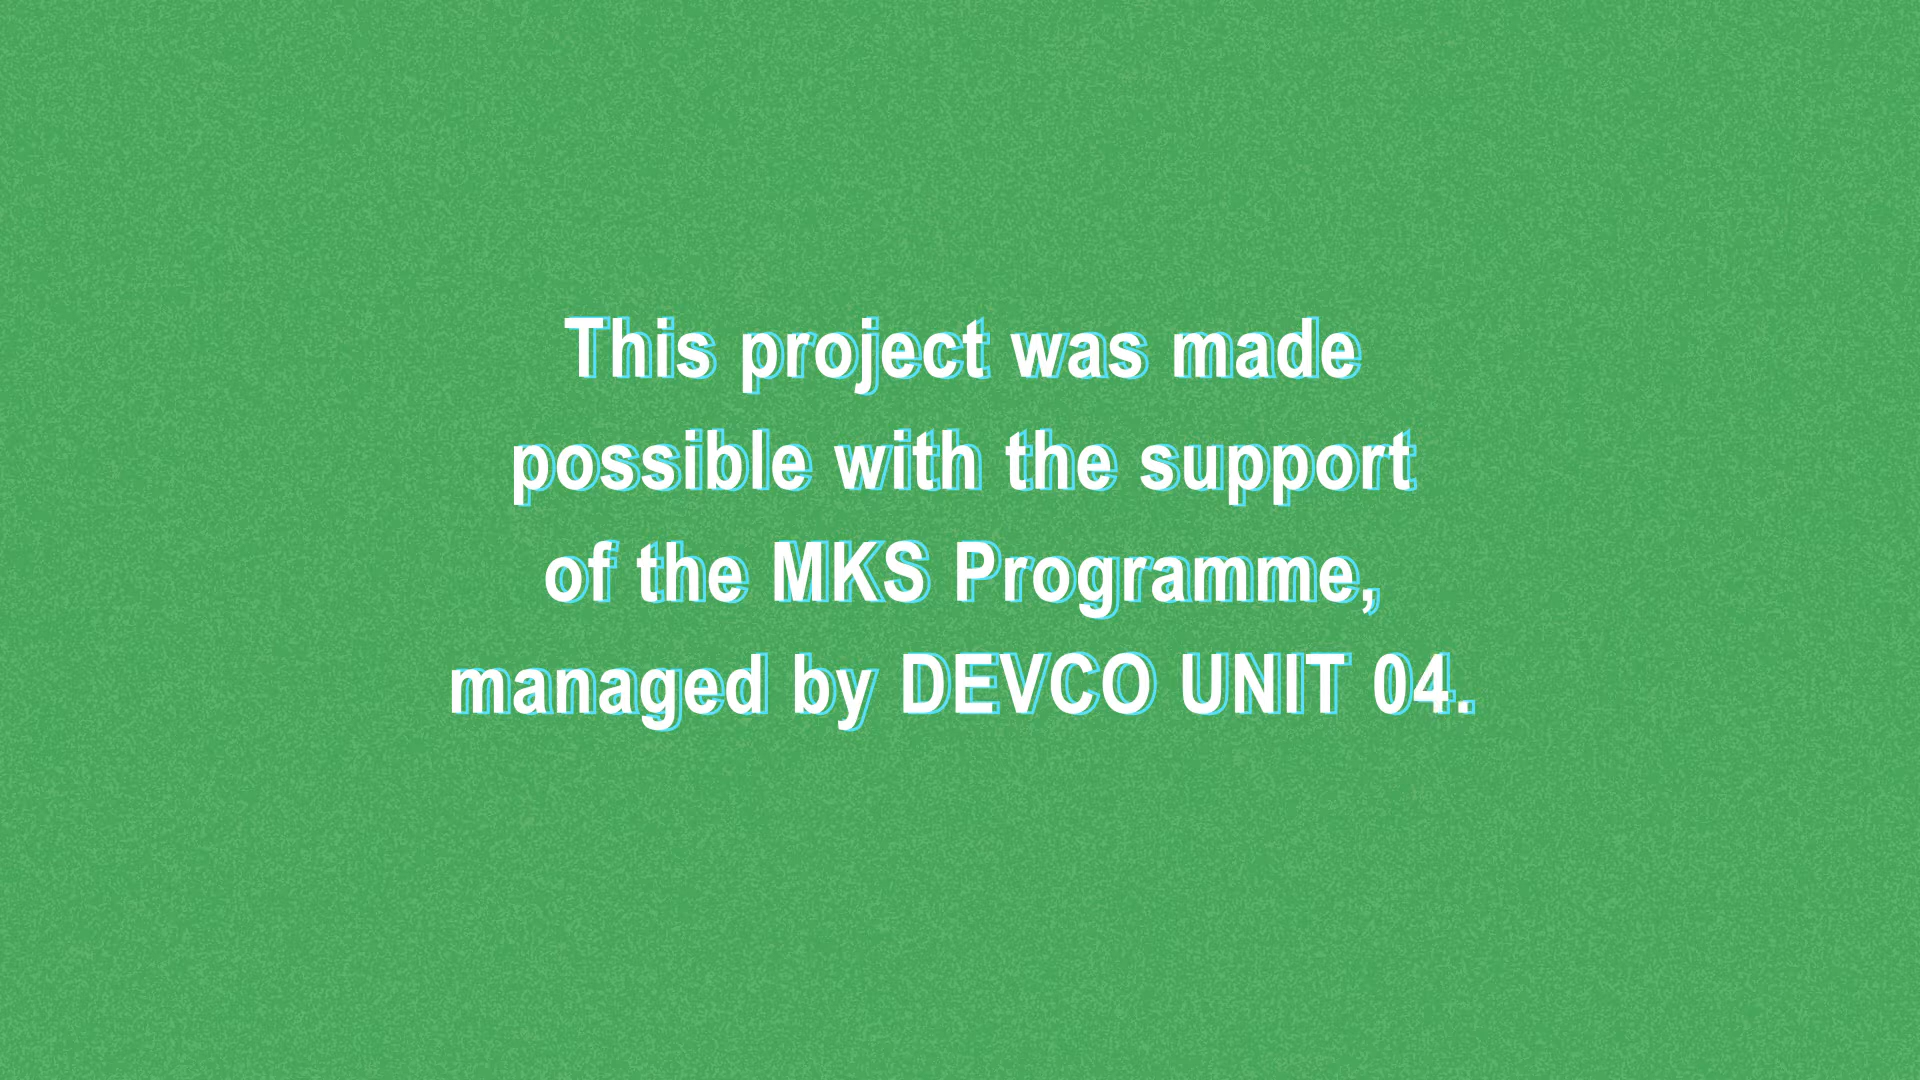 This project was made
possible with the support
of the MKS Programme,
managed by DEVCO UNIT 04.